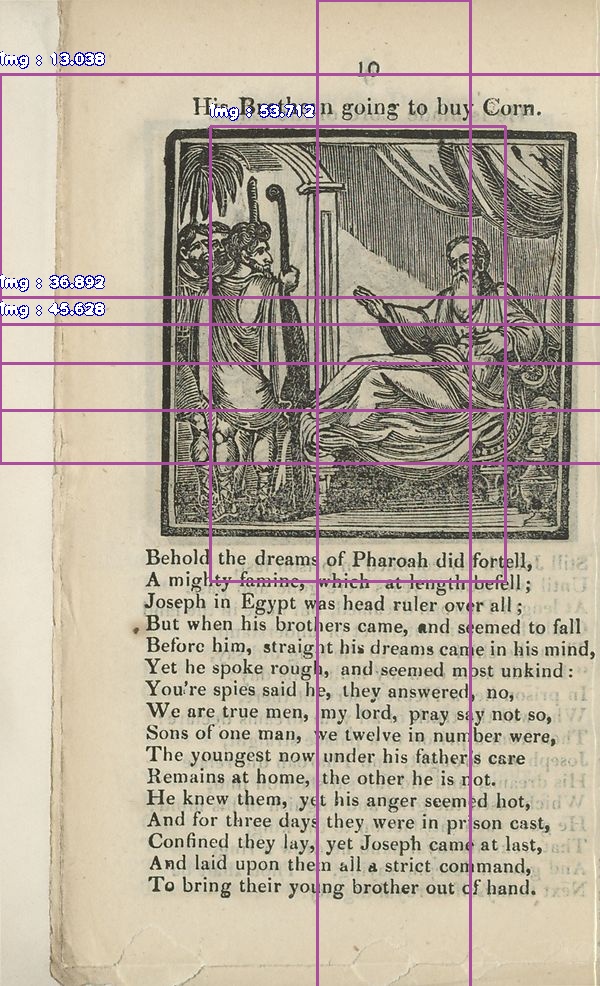 10
His Brethren going to buy Corn.
img : 13.038
img : 53.712
img : 36.892
img : 45.628
Behold the dreams of Pharoah did fortell,
A mighty famine, which at length befell;
Joseph in Egypt was head ruler over all;
But when his brothers came, and seemed to fall
Before him, straight his dreams came in his mind,
Yet he spoke rough, and seemed most unkind:
You're spies said he, they answered, no,
We are true men, my lord, pray say not so,
Sons of one man, we twelve in number were,
The youngest now under his father's care
Remains at home, the other he is not.
He knew them, yet his anger seemed hot,
And for three days they were in prison cast,
Confined they lay, yet Joseph came at last,
And laid upon them all a strict command,
To bring their young brother out of hand.